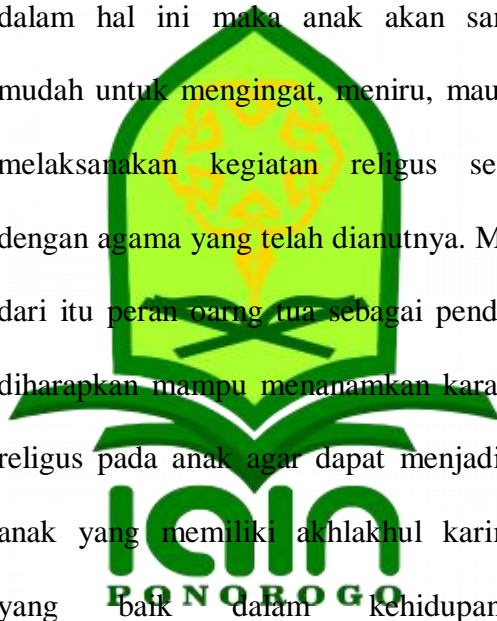 dalam hal ini maka anak akan san
mudah untuk mengingat, meniru, mau
melaksanakan kegiatan religus se
dengan agama yang telah dianutnya. M
dari itu peran oarng tua sebagai pend
diharapkan mampu menanamkan kara
religus pada anak agar dapat menjadi
anak yang memiliki akhlakhul karin
iain
PONOROGO
yang baik dalam kehidupan